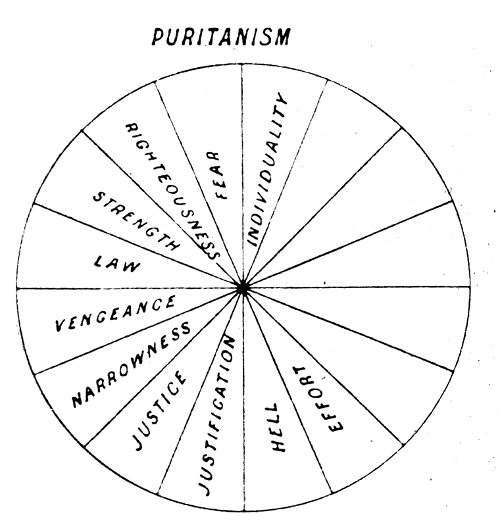 PURITANISM
INDIVIDUALITY
FEAR
RIGHTEOUSNESS
STRENGTH
LAW
VENGEANCE
NARROWNESS
JUSTICE
JUSTIFICATION
HELL
EFFORT